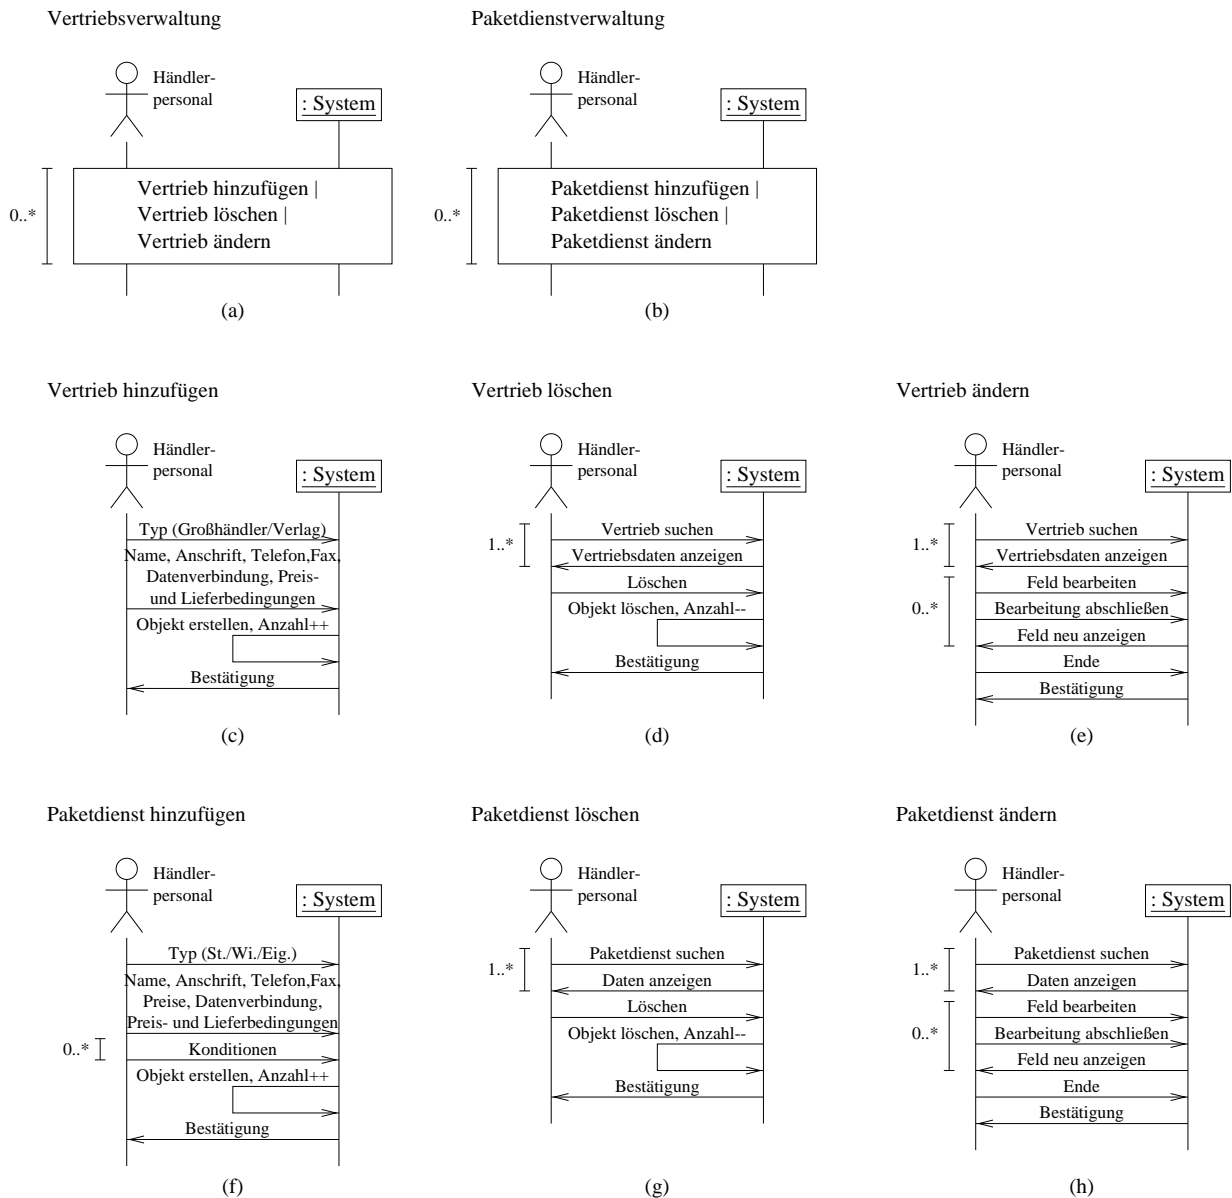 Vertriebsverwaltung
Händler-
personal
: System
0..*
Vertrieb hinzufügen |
Vertrieb löschen |
Vertrieb ändern
(a)
Paketdienstverwaltung
Händler-
personal
: System
0..*
Paketdienst hinzufügen |
Paketdienst löschen |
Paketdienst ändern
(b)
Vertrieb hinzufügen
Händler-
personal
: System
Typ (Großhändler/Verlag)
Name, Anschrift, Telefon,Fax,
Datenverbindung, Preis-
und Lieferbedingungen
Objekt erstellen, Anzahl++
Bestätigung
(c)
Vertrieb löschen
Händler-
personal
: System
1..*
Vertrieb suchen
Vertriebsdaten anzeigen
Löschen
Objekt löschen, Anzahl--
Bestätigung
(d)
Vertrieb ändern
Händler-
personal
: System
1..*
Vertrieb suchen
Vertriebsdaten anzeigen
0..*
Feld bearbeiten
Bearbeitung abschließen
Feld neu anzeigen
Ende
Bestätigung
(e)
Paketdienst hinzufügen
Händler-
personal
: System
Typ (St./Wi./Eig.)
Name, Anschrift, Telefon,Fax,
Preise, Datenverbindung,
Preis- und Lieferbedingungen
0..*
Konditionen
Objekt erstellen, Anzahl++
Bestätigung
(f)
Paketdienst löschen
Händler-
personal
: System
1..*
Paketdienst suchen
Daten anzeigen
Löschen
Objekt löschen, Anzahl--
Bestätigung
(g)
Paketdienst ändern
Händler-
personal
: System
1..*
Paketdienst suchen
Daten anzeigen
0..*
Feld bearbeiten
Bearbeitung abschließen
Feld neu anzeigen
Ende
Bestätigung
(h)